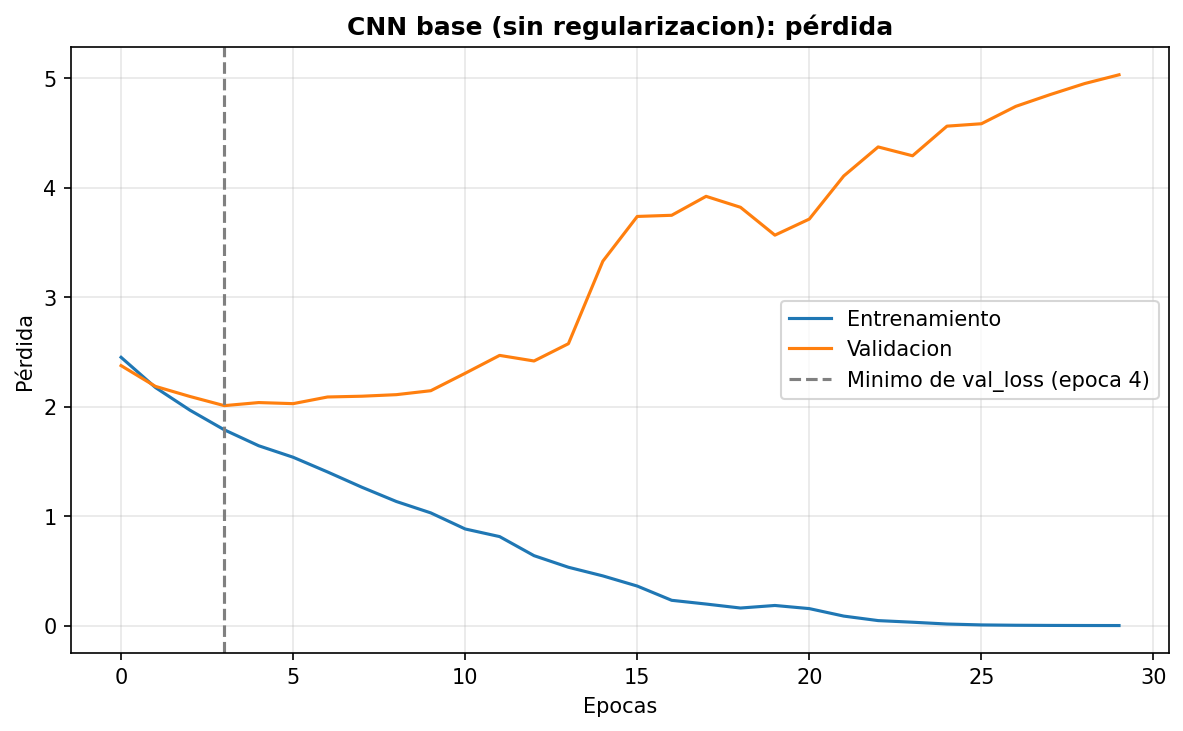 CNN base (sin regularizacion): pérdida
Pérdida
5
4
3
2
1
0
Entrenamiento
Validacion
Minimo de val_loss (epoca 4)
0 5 10 15 20 25 30
Epocas